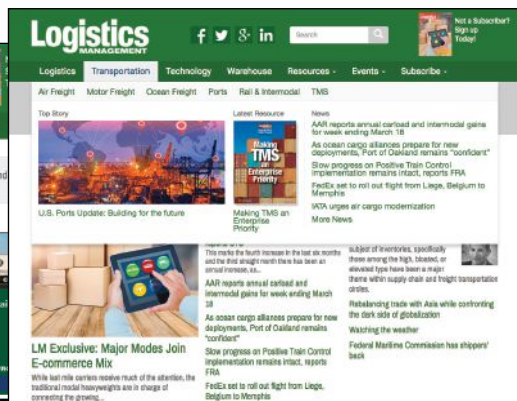 Logistics
MANAGEMENT
Search
Not a Subscriber?
Sign up
Today!
Logistics
Transportation
Technology
Warehouse
Resources
Events
Subscribe
Air Freight
Motor Freight
Ocean Freight
Ports
Rail & Intermodal
TMS
Top Story
U.S. Ports Update: Building for the future
Latest Resource
Making
TMS
an
Enterprise
Priority
Making TMS an
Enterprise
Priority
News
AAR reports annual carload and intermodal gains
for week ending March 18
As ocean cargo alliances prepare for new
deployments, Port of Oakland remains "confident"
Slow progress on Positive Train Control
implementation remains intact, reports FRA
FedEx set to roll out flight from Liege, Belgium to
Memphis
IATA urges air cargo modernization
More News
LM Exclusive: Major Modes Join
E-commerce Mix
While last mile carriers receive much of the attention, the
traditional modal heavyweights are in charge of
connecting the growing...
This marks the fourth increase in the last six months
and the third straight month there has been an
annual increase, as...
AAR reports annual carload and
intermodal gains for week ending March
18
As ocean cargo alliances prepare for new
deployments, Port of Oakland remains
"confident"
Slow progress on Positive Train Control
implementation remains intact, reports
FRA
FedEx set to roll out flight from Liege,
Belgium to Memphis
subject of inventories, specifically
those among the high, bloated, or
elevated type have been a major
theme within supply chain and freight transportation
circles.
Rebalancing trade with Asia while confronting
the dark side of globalization
Watching the weather
Federal Maritime Commission has shippers'
back